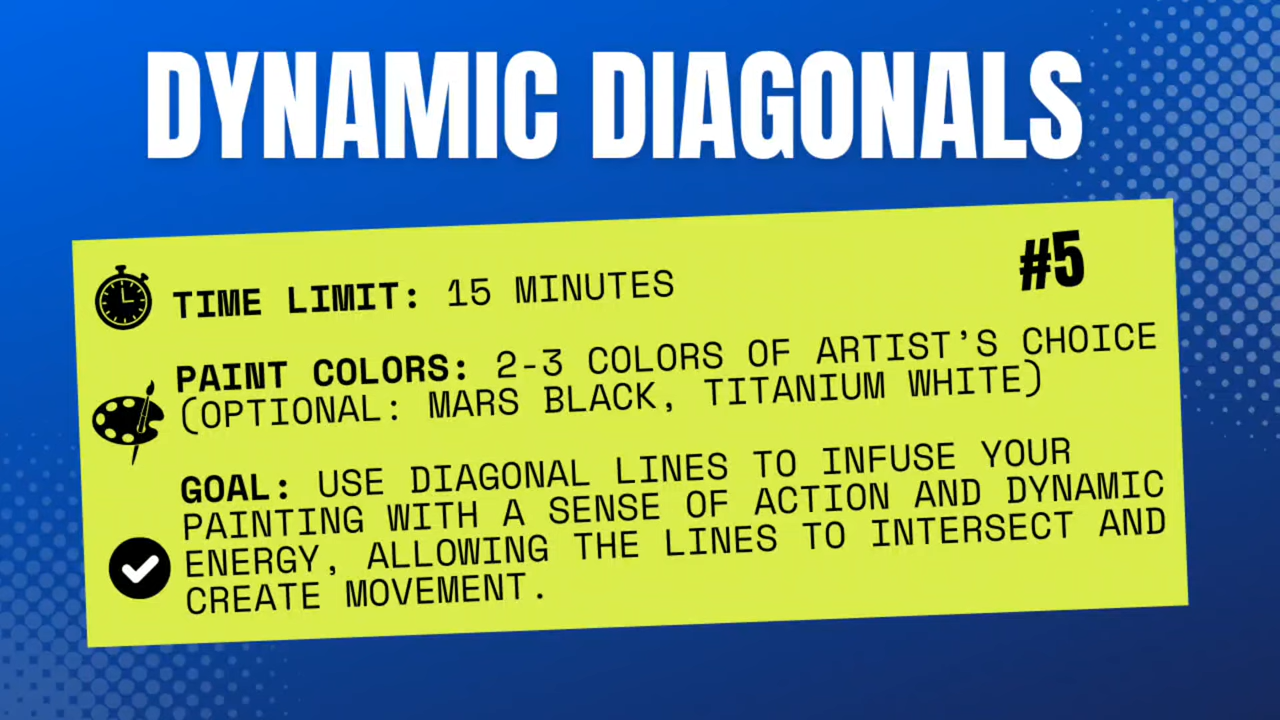 DYNAMIC DIAGONALS
#5
TIME LIMIT: 15 MINUTES
PAINT COLORS: 2-3 COLORS OF ARTIST'S CHOICE
(OPTIONAL: MARS BLACK, TITANIUM WHITE)
GOAL: USE DIAGONAL LINES TO INFUSE YOUR
PAINTING WITH A SENSE OF ACTION AND DYNAMIC
ENERGY, ALLOWING THE LINES TO INTERSECT AND
CREATE MOVEMENT.